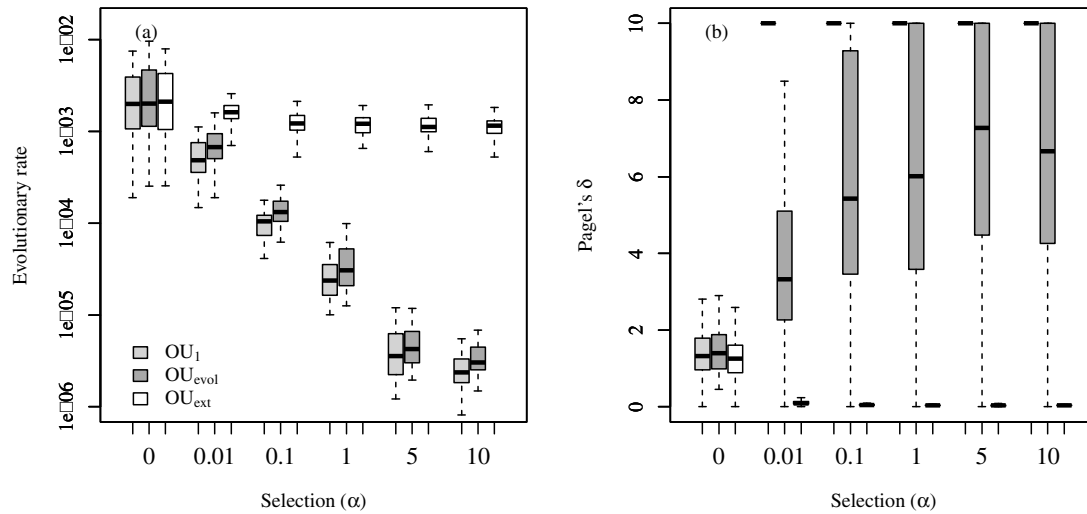 (a)
Evolutionary rate
1e□02
1e□03
1e□04
1e□05
1e□06
OU1
OUevol
OUext
0 0.01 0.1 1 5 10
Selection (α)
(b)
Pagel's δ
10
8
6
4
2
0
0 0.01 0.1 1 5 10
Selection (α)